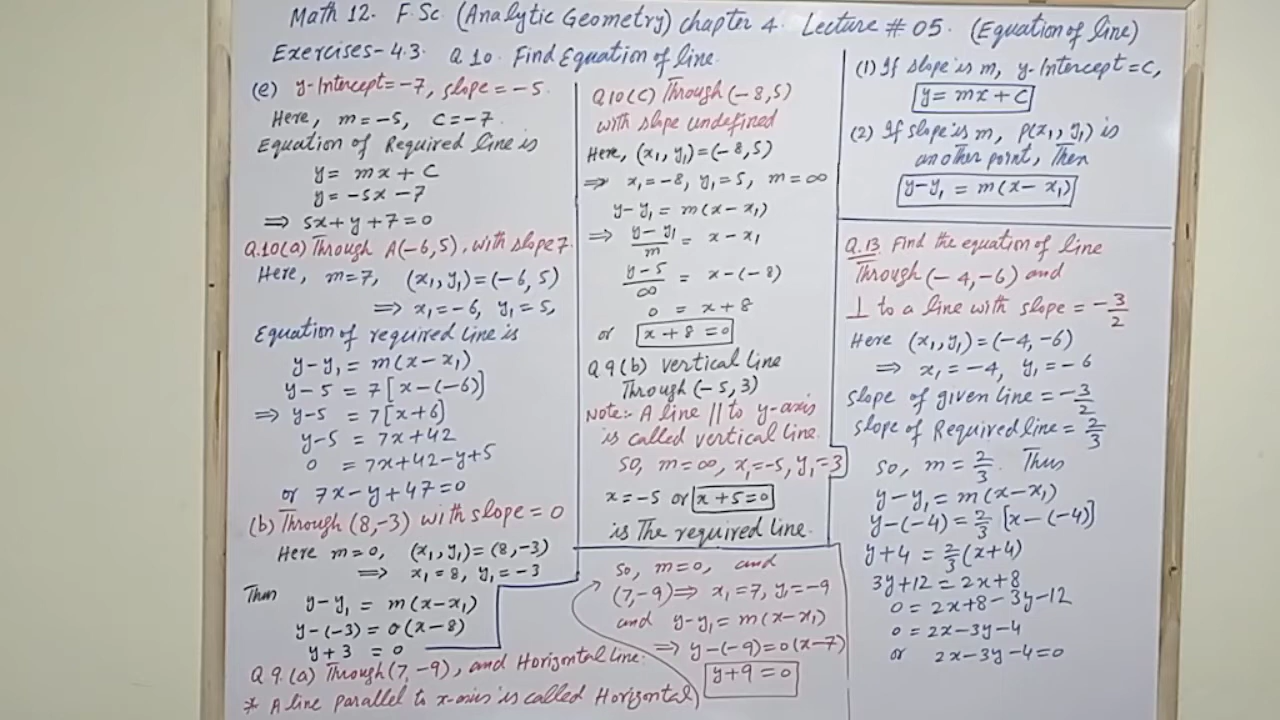 Math 12. F.Sc. (Analytic Geometry) chapter 4. Lecture # 05. (Equation of line)
Exercises-4.3. Q.10. Find Equation of line.
(e) y-Intercept = -7, slope = -5.
Here, m = -5, c = -7.
Equation of Required line is
y = mx + c
y = -5x - 7
⇒ 5x + y + 7 = 0
Q.10(a) Through A(-6,5), with slope 7.
Here, m=7, (x₁,y₁) = (-6,5)
⇒ x₁=-6, y₁=5,
Equation of required line is
y-y₁ = m(x-x₁)
y-5 = 7[x-(-6)]
⇒ y-5 = 7[x+6]
y-5 = 7x+42
0 = 7x+42-y+5
or 7x-y+47=0
(b) Through (8,-3) with slope = 0
Here m=0, (x₁,y₁) = (8,-3)
⇒ x₁=8, y₁=-3
Then
y-y₁ = m(x-x₁)
y-(-3) = 0(x-8)
y+3 = 0
Q 9.(a) Through (7,-9), and Horizontal line.
* A line parallel to x-axis is called Horizontal
So, m=0, and
(7,-9) ⇒ x₁=7, y₁=-9
and y-y₁ = m(x-x₁)
⇒ y-(-9) = 0(x-7)
y+9 = 0
Q10(C) Through (-8,5)
with slope undefined
Here, (x₁,y₁) = (-8,5)
⇒ x₁=-8, y₁=5, m=∞
y-y₁ = m(x-x₁)
⇒ (y-y₁)/m = x-x₁
(y-5)/∞ = x-(-8)
0 = x+8
or x+8=0
Q 9(b) vertical line
Through (-5,3)
Note:- A line || to y-axis
is called vertical line.
So, m=∞, x₁=-5, y₁=3
x=-5 or x+5=0
is The required line.
(1) If slope is m, y-Intercept = c,
y = mx + c
(2) If slope is m, P(x₁,y₁) is
another point, Then
y-y₁ = m(x-x₁)
Q.13. Find the equation of line
Through (-4,-6) and
⊥ to a line with slope = -3/2
Here (x₁,y₁) = (-4,-6)
⇒ x₁=-4, y₁=-6
slope of given line = -3/2
slope of Required line = 2/3
So, m = 2/3. Thus
y-y₁ = m(x-x₁)
y-(-4) = 2/3 [x-(-4)]
y+4 = 2/3(x+4)
3y+12 = 2x+8
0 = 2x+8-3y-12
0 = 2x-3y-4
or 2x-3y-4=0